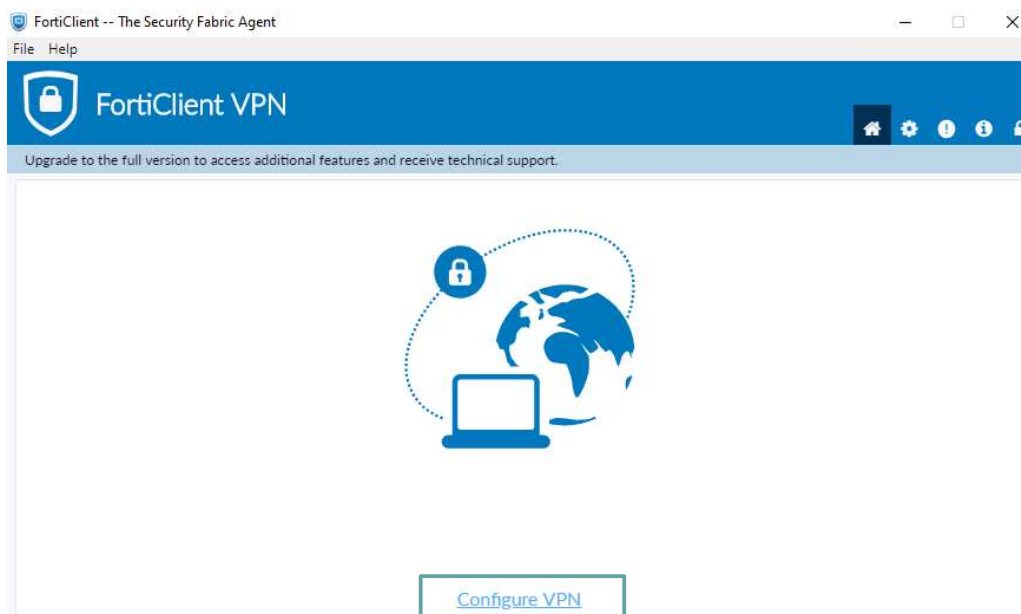 FortiClient -- The Security Fabric Agent
File Help
FortiClient VPN
Upgrade to the full version to access additional features and receive technical support.
Configure VPN